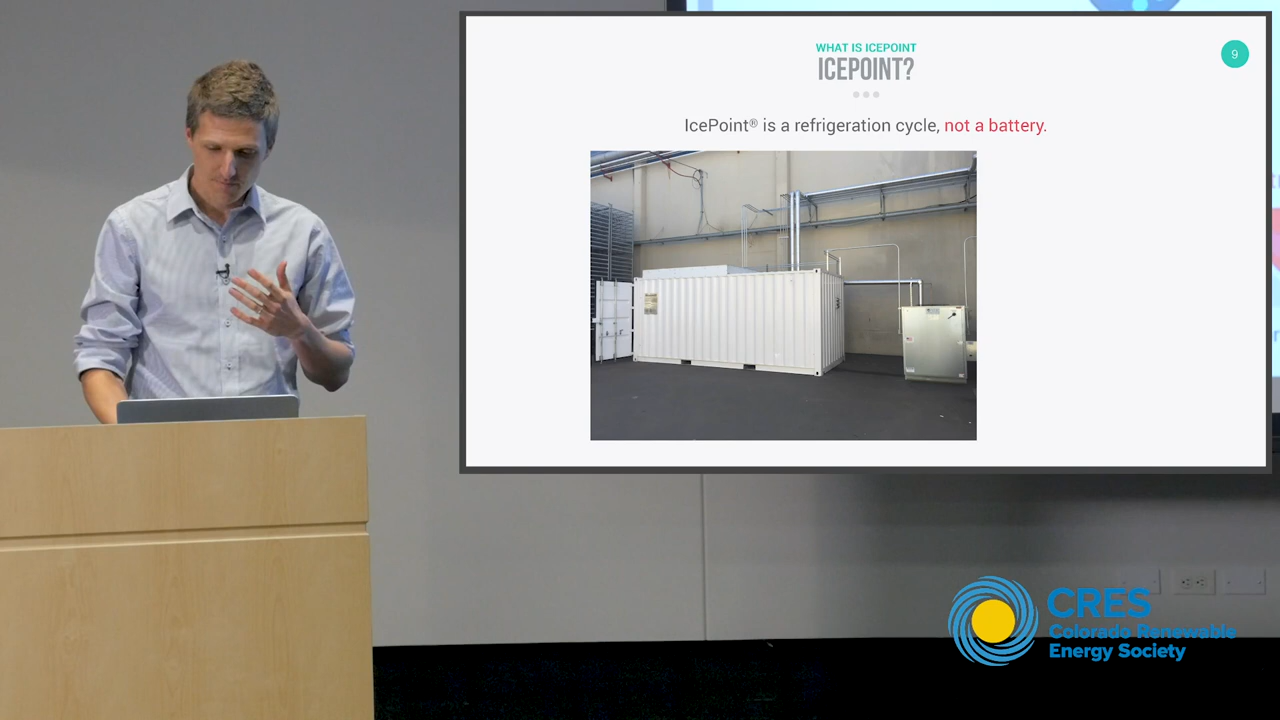 WHAT IS ICEPOINT
ICEPOINT?
9
IcePoint® is a refrigeration cycle, not a battery.
CRES
Colorado Renewable
Energy Society